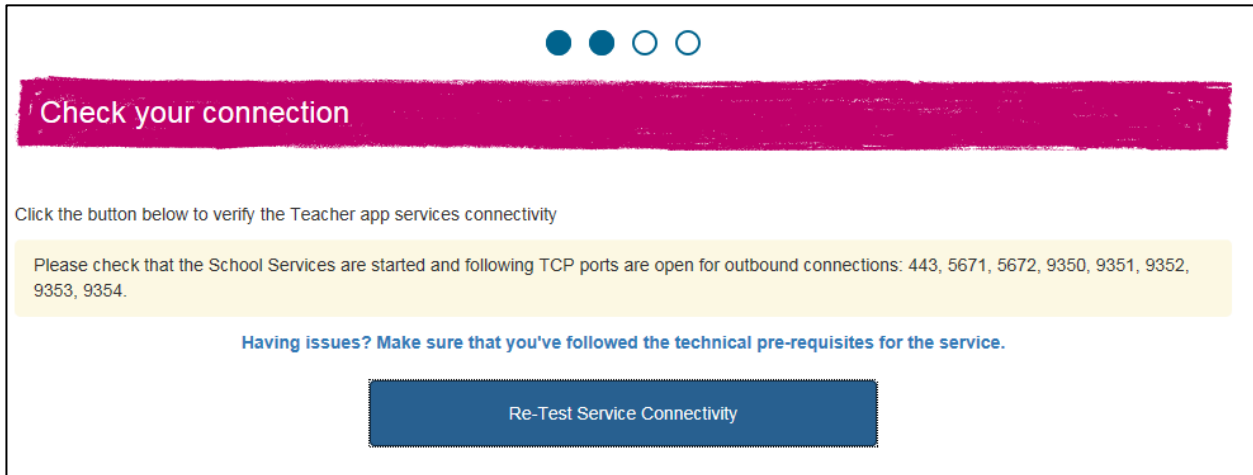 Check your connection
Click the button below to verify the Teacher app services connectivity
Please check that the School Services are started and following TCP ports are open for outbound connections: 443, 5671, 5672, 9350, 9351, 9352,
9353, 9354.
Having issues? Make sure that you've followed the technical pre-requisites for the service.
Re-Test Service Connectivity